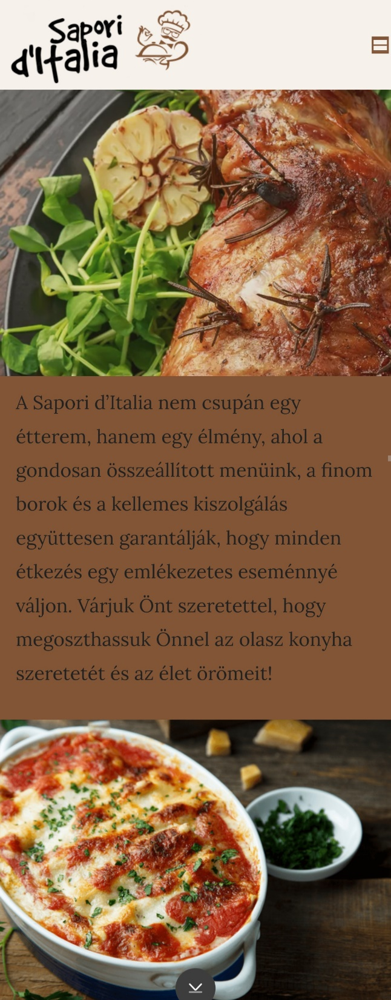 Sapori
d'Italia
A Sapori d’Italia nem csupán egy
étterem, hanem egy élmény, ahol a
gondosan összeállított menüink, a finom
borok és a kellemes kiszolgálás
együttesen garantálják, hogy minden
étkezés egy emlékezetes eseménnyé
váljon. Várjuk Önt szeretettel, hogy
megoszthassuk Önnel az olasz konyha
szeretetét és az élet örömeit!